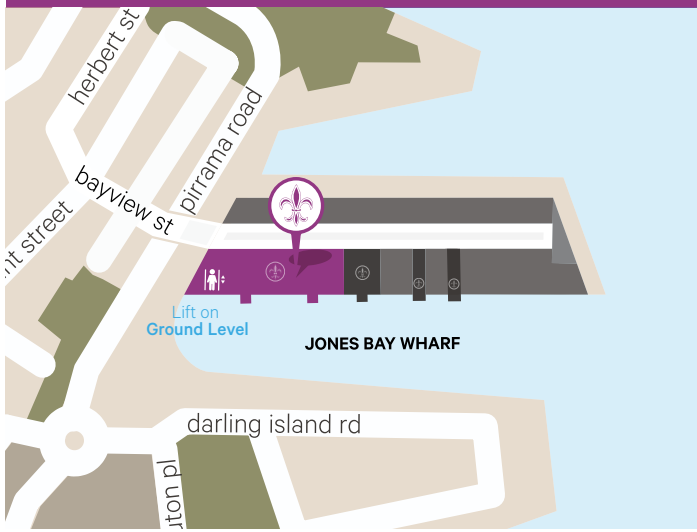 herbert st
pirrama road
bayview st
nt street
Lift on
Ground Level
JONES BAY WHARF
darling island rd
uton pl